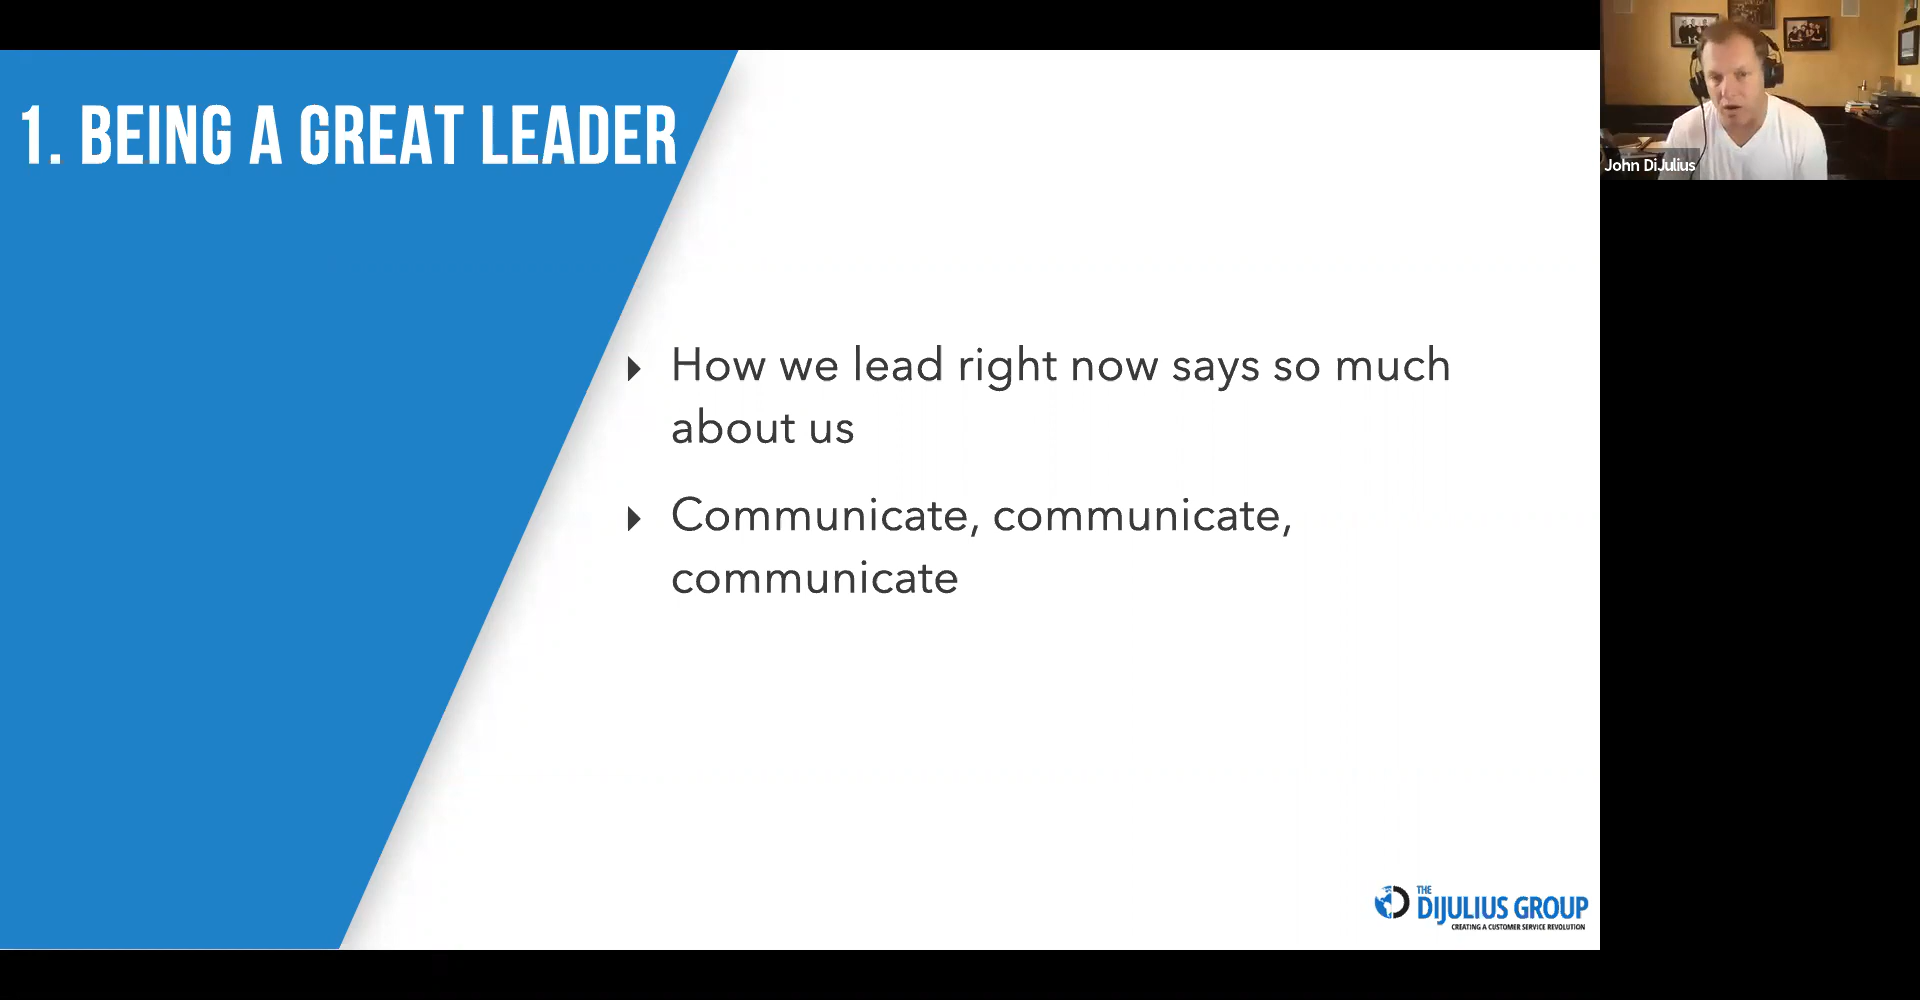 1. BEING A GREAT LEADER
How we lead right now says so much
about us
Communicate, communicate,
communicate
John DiJulius
THE
DIJULIUS GROUP
CREATING A CUSTOMER SERVICE REVOLUTION